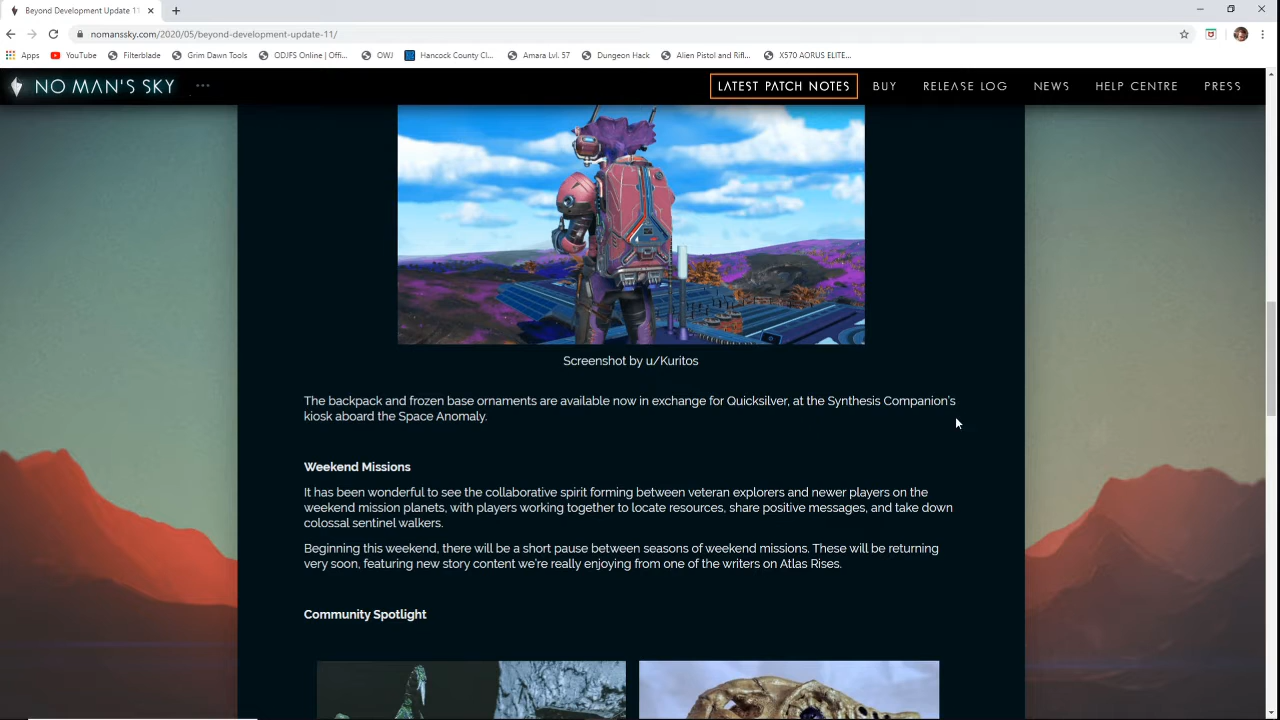 Beyond Development Update 11
nomanssky.com/2020/05/beyond-development-update-11/
Apps YouTube Filterblade Grim Dawn Tools ODJFS Online | Offi... OWJ Hancock County Cl... Amara Lvl. 57 Dungeon Hack Alien Pistol and Rifl... X570 AORUS ELITE...
NO MAN'S SKY ... LATEST PATCH NOTES BUY RELEASE LOG NEWS HELP CENTRE PRESS
Screenshot by u/Kuritos
The backpack and frozen base ornaments are available now in exchange for Quicksilver, at the Synthesis Companion's
kiosk aboard the Space Anomaly.
Weekend Missions
It has been wonderful to see the collaborative spirit forming between veteran explorers and newer players on the
weekend mission planets, with players working together to locate resources, share positive messages, and take down
colossal sentinel walkers.
Beginning this weekend, there will be a short pause between seasons of weekend missions. These will be returning
very soon, featuring new story content we're really enjoying from one of the writers on Atlas Rises.
Community Spotlight